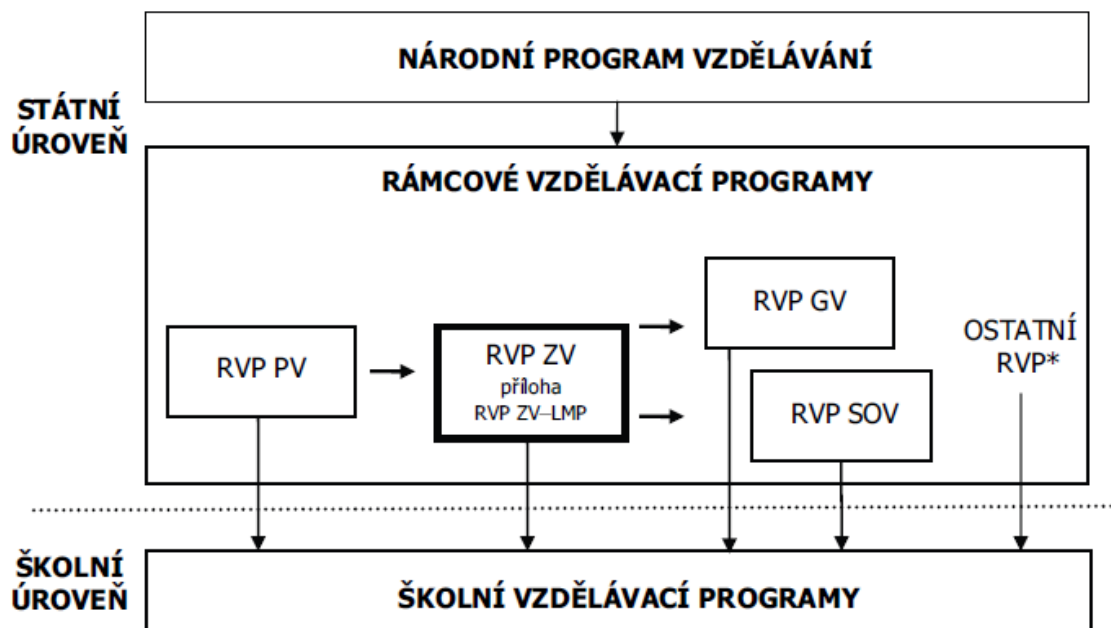 NÁRODNÍ PROGRAM VZDĚLÁVÁNÍ
STÁTNÍ
ÚROVEŇ
RÁMCOVÉ VZDĚLÁVACÍ PROGRAMY
RVP PV
RVP ZV
příloha
RVP ZV–LMP
RVP GV
RVP SOV
OSTATNÍ
RVP*
ŠKOLNÍ
ÚROVEŇ
ŠKOLNÍ VZDĚLÁVACÍ PROGRAMY